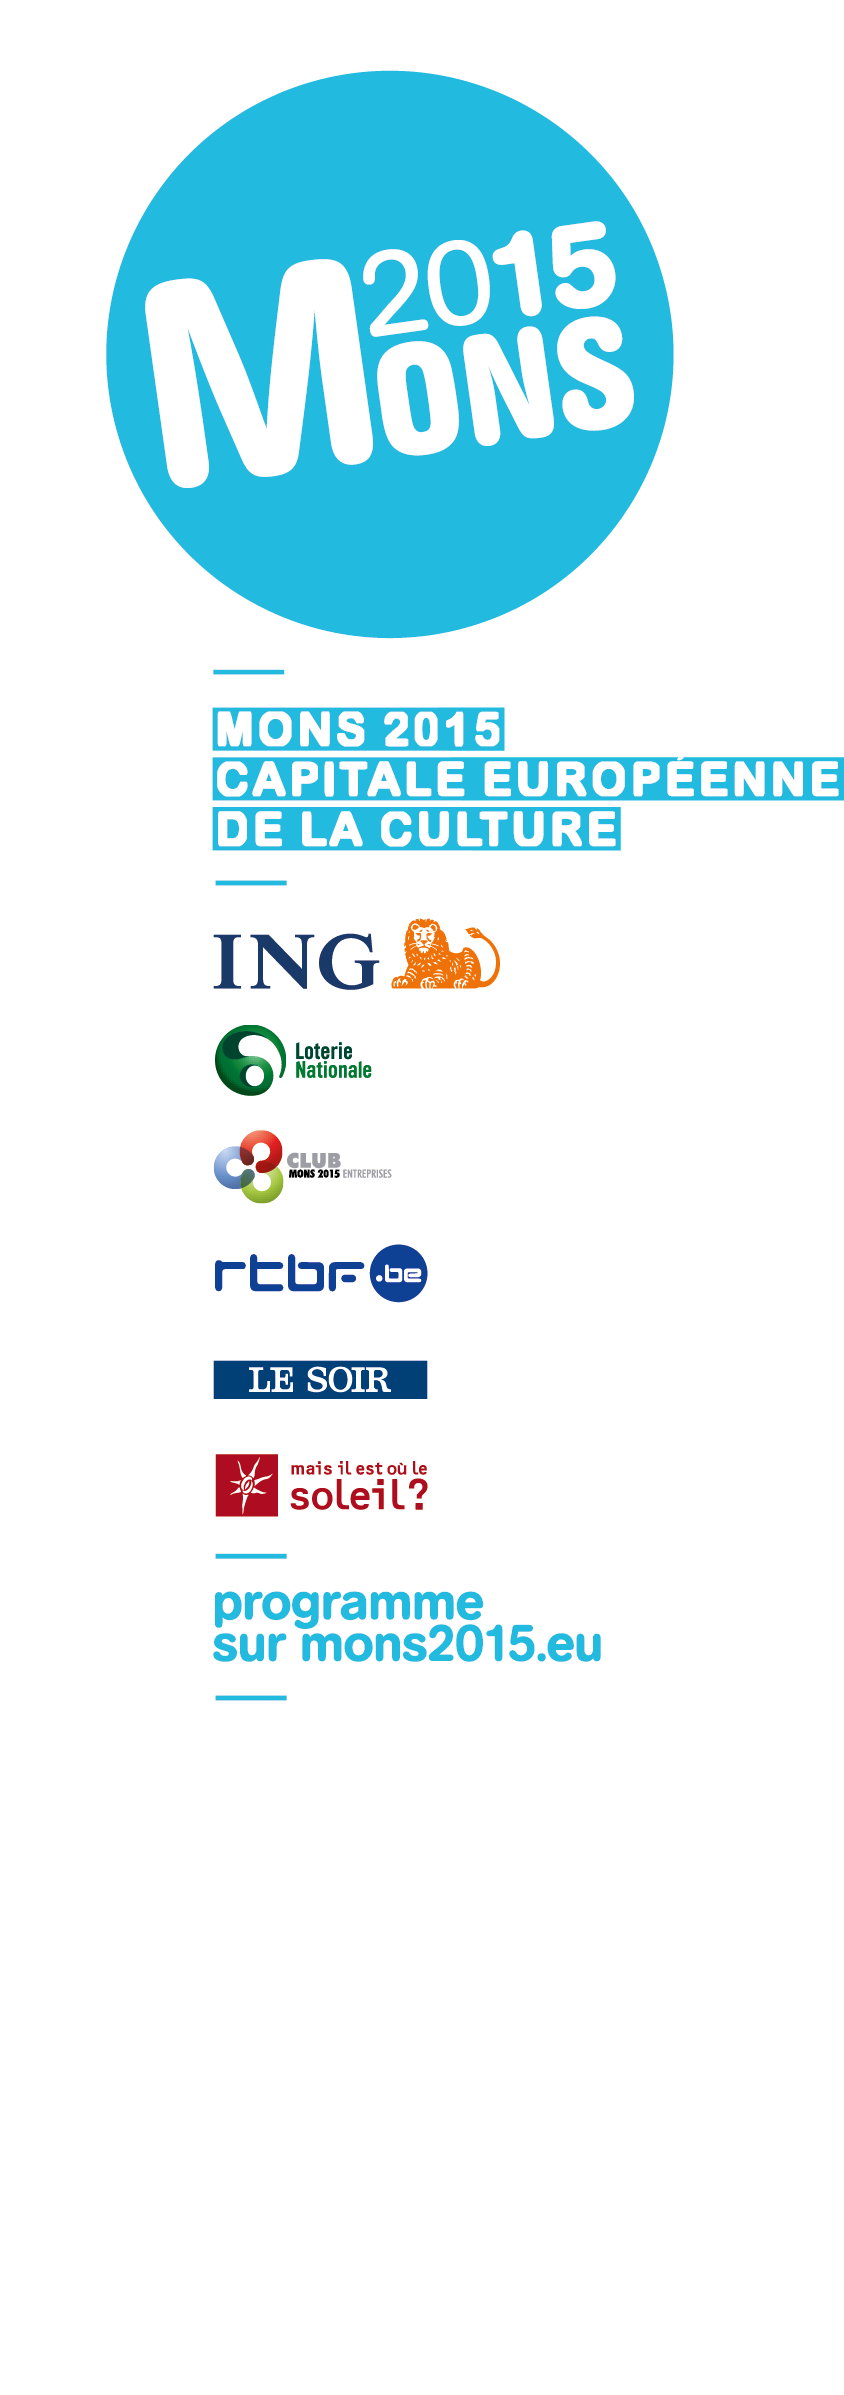 2015
MONS
MONS 2015
CAPITALE EUROPÉENNE
DE LA CULTURE
ING
Loterie
Nationale
CLUB
MONS 2015 ENTREPRISES
rtbf.be
LE SOIR
mais il est où le
soleil?
programme
sur mons2015.eu